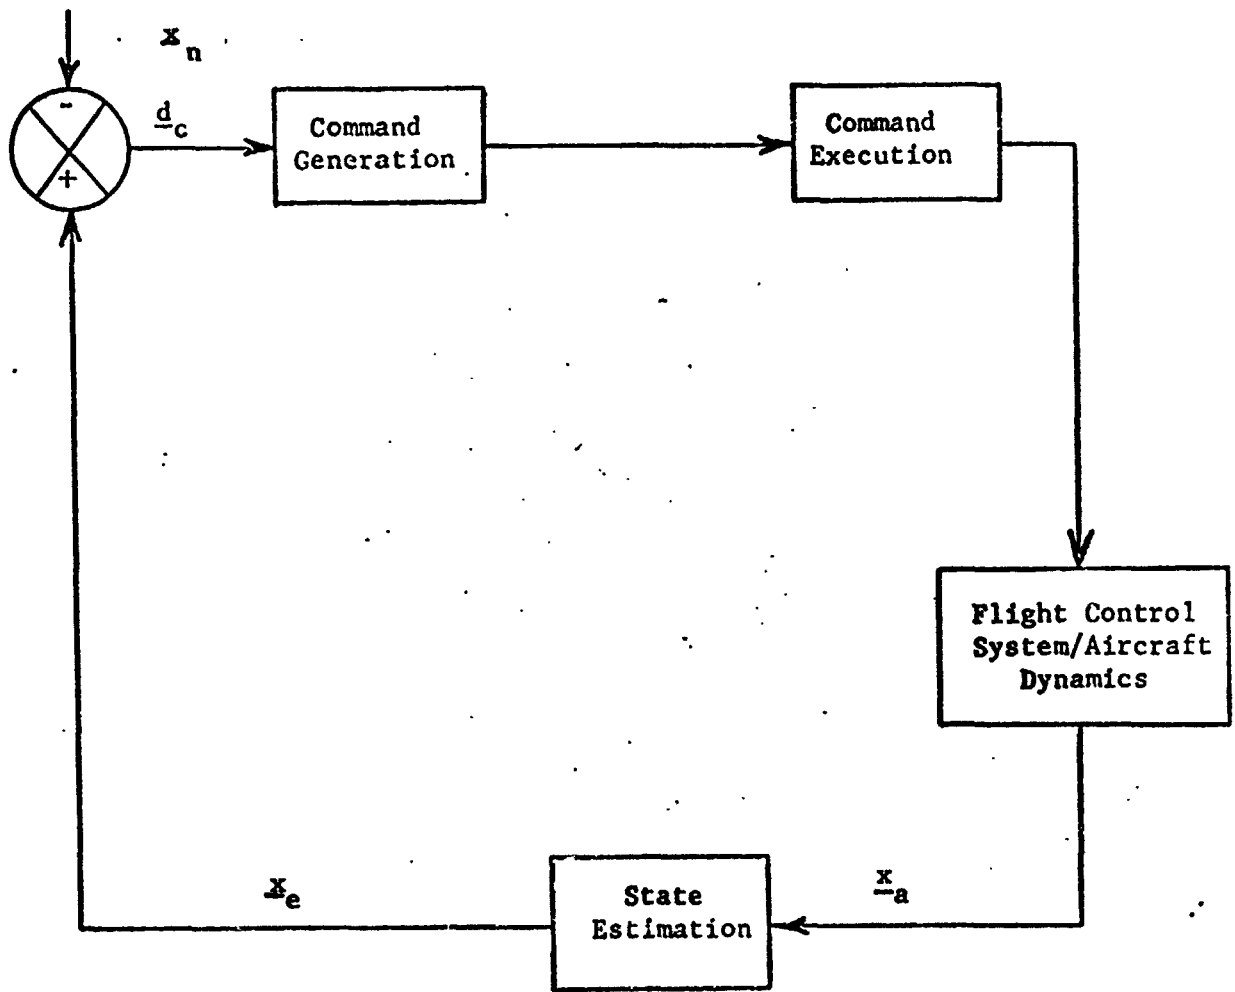 x_n
-
d_c
Command
Generation
Command
Execution
+
Flight Control
System/Aircraft
Dynamics
x_e
State
Estimation
x_a